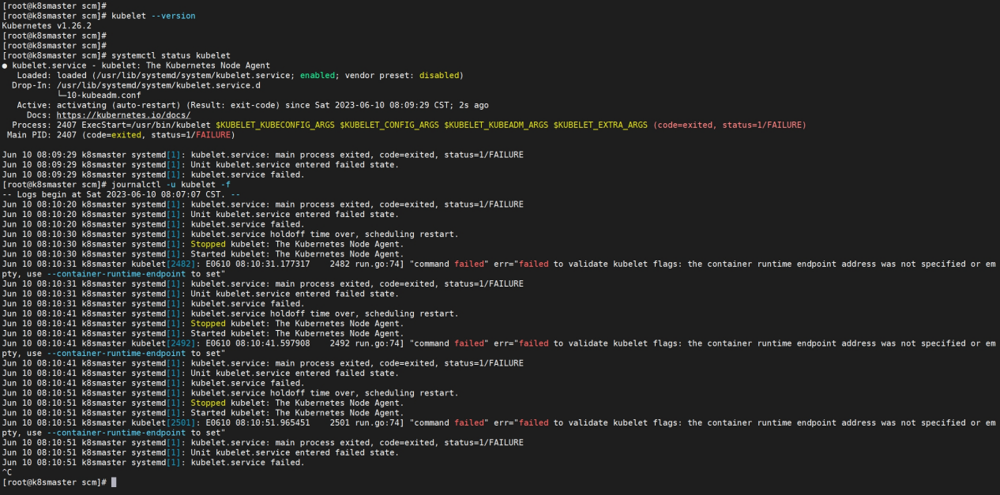 [root@k8smaster scm]#
[root@k8smaster scm]# kubelet --version
Kubernetes v1.26.2
[root@k8smaster scm]#
[root@k8smaster scm]#
[root@k8smaster scm]# systemctl status kubelet
● kubelet.service - kubelet: The Kubernetes Node Agent
   Loaded: loaded (/usr/lib/systemd/system/kubelet.service; enabled; vendor preset: disabled)
  Drop-In: /usr/lib/systemd/system/kubelet.service.d
           └─10-kubeadm.conf
   Active: activating (auto-restart) (Result: exit-code) since Sat 2023-06-10 08:09:29 CST; 2s ago
     Docs: https://kubernetes.io/docs/
  Process: 2407 ExecStart=/usr/bin/kubelet $KUBELET_KUBECONFIG_ARGS $KUBELET_CONFIG_ARGS $KUBELET_KUBEADM_ARGS $KUBELET_EXTRA_ARGS (code=exited, status=1/FAILURE)
 Main PID: 2407 (code=exited, status=1/FAILURE)

Jun 10 08:09:29 k8smaster systemd[1]: kubelet.service: main process exited, code=exited, status=1/FAILURE
Jun 10 08:09:29 k8smaster systemd[1]: Unit kubelet.service entered failed state.
Jun 10 08:09:29 k8smaster systemd[1]: kubelet.service failed.
[root@k8smaster scm]# journalctl -u kubelet -f
-- Logs begin at Sat 2023-06-10 08:07:07 CST. --
Jun 10 08:10:20 k8smaster systemd[1]: kubelet.service: main process exited, code=exited, status=1/FAILURE
Jun 10 08:10:20 k8smaster systemd[1]: Unit kubelet.service entered failed state.
Jun 10 08:10:20 k8smaster systemd[1]: kubelet.service failed.
Jun 10 08:10:30 k8smaster systemd[1]: kubelet.service holdoff time over, scheduling restart.
Jun 10 08:10:30 k8smaster systemd[1]: Stopped kubelet: The Kubernetes Node Agent.
Jun 10 08:10:30 k8smaster systemd[1]: Started kubelet: The Kubernetes Node Agent.
Jun 10 08:10:31 k8smaster kubelet[2482]: E0610 08:10:31.177317    2482 run.go:74] "command failed" err="failed to validate kubelet flags: the container runtime endpoint address was not specified or em
pty, use --container-runtime-endpoint to set"
Jun 10 08:10:31 k8smaster systemd[1]: kubelet.service: main process exited, code=exited, status=1/FAILURE
Jun 10 08:10:31 k8smaster systemd[1]: Unit kubelet.service entered failed state.
Jun 10 08:10:31 k8smaster systemd[1]: kubelet.service failed.
Jun 10 08:10:41 k8smaster systemd[1]: kubelet.service holdoff time over, scheduling restart.
Jun 10 08:10:41 k8smaster systemd[1]: Stopped kubelet: The Kubernetes Node Agent.
Jun 10 08:10:41 k8smaster systemd[1]: Started kubelet: The Kubernetes Node Agent.
Jun 10 08:10:41 k8smaster kubelet[2492]: E0610 08:10:41.597908    2492 run.go:74] "command failed" err="failed to validate kubelet flags: the container runtime endpoint address was not specified or em
pty, use --container-runtime-endpoint to set"
Jun 10 08:10:41 k8smaster systemd[1]: kubelet.service: main process exited, code=exited, status=1/FAILURE
Jun 10 08:10:41 k8smaster systemd[1]: Unit kubelet.service entered failed state.
Jun 10 08:10:41 k8smaster systemd[1]: kubelet.service failed.
Jun 10 08:10:51 k8smaster systemd[1]: kubelet.service holdoff time over, scheduling restart.
Jun 10 08:10:51 k8smaster systemd[1]: Stopped kubelet: The Kubernetes Node Agent.
Jun 10 08:10:51 k8smaster systemd[1]: Started kubelet: The Kubernetes Node Agent.
Jun 10 08:10:51 k8smaster kubelet[2501]: E0610 08:10:51.965451    2501 run.go:74] "command failed" err="failed to validate kubelet flags: the container runtime endpoint address was not specified or em
pty, use --container-runtime-endpoint to set"
Jun 10 08:10:51 k8smaster systemd[1]: kubelet.service: main process exited, code=exited, status=1/FAILURE
Jun 10 08:10:51 k8smaster systemd[1]: Unit kubelet.service entered failed state.
Jun 10 08:10:51 k8smaster systemd[1]: kubelet.service failed.
^C
[root@k8smaster scm]#